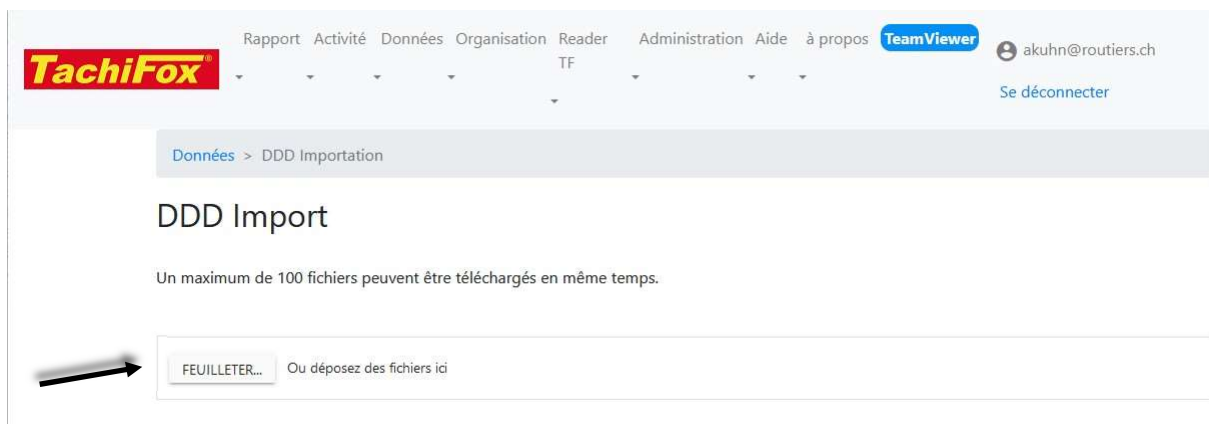 TachiFox®
Rapport Activité Données Organisation Reader TF Administration Aide à propos TeamViewer
akuhn@routiers.ch
Se déconnecter
Données > DDD Importation
DDD Import
Un maximum de 100 fichiers peuvent être téléchargés en même temps.
FEUILLETER... Ou déposez des fichiers ici